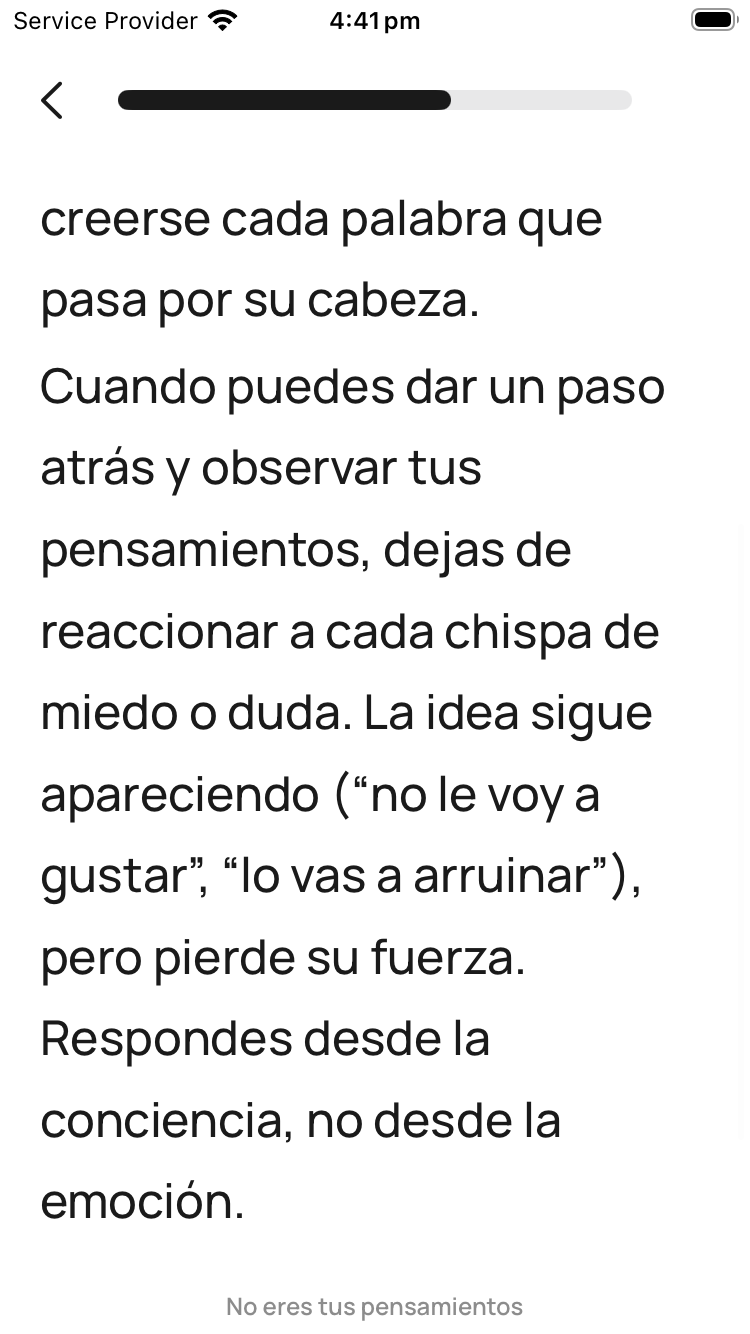 Service Provider 4:41 pm
creerse cada palabra que
pasa por su cabeza.
Cuando puedes dar un paso
atrás y observar tus
pensamientos, dejas de
reaccionar a cada chispa de
miedo o duda. La idea sigue
apareciendo (“no le voy a
gustar”, “lo vas a arruinar”),
pero pierde su fuerza.
Respondes desde la
conciencia, no desde la
emoción.
No eres tus pensamientos